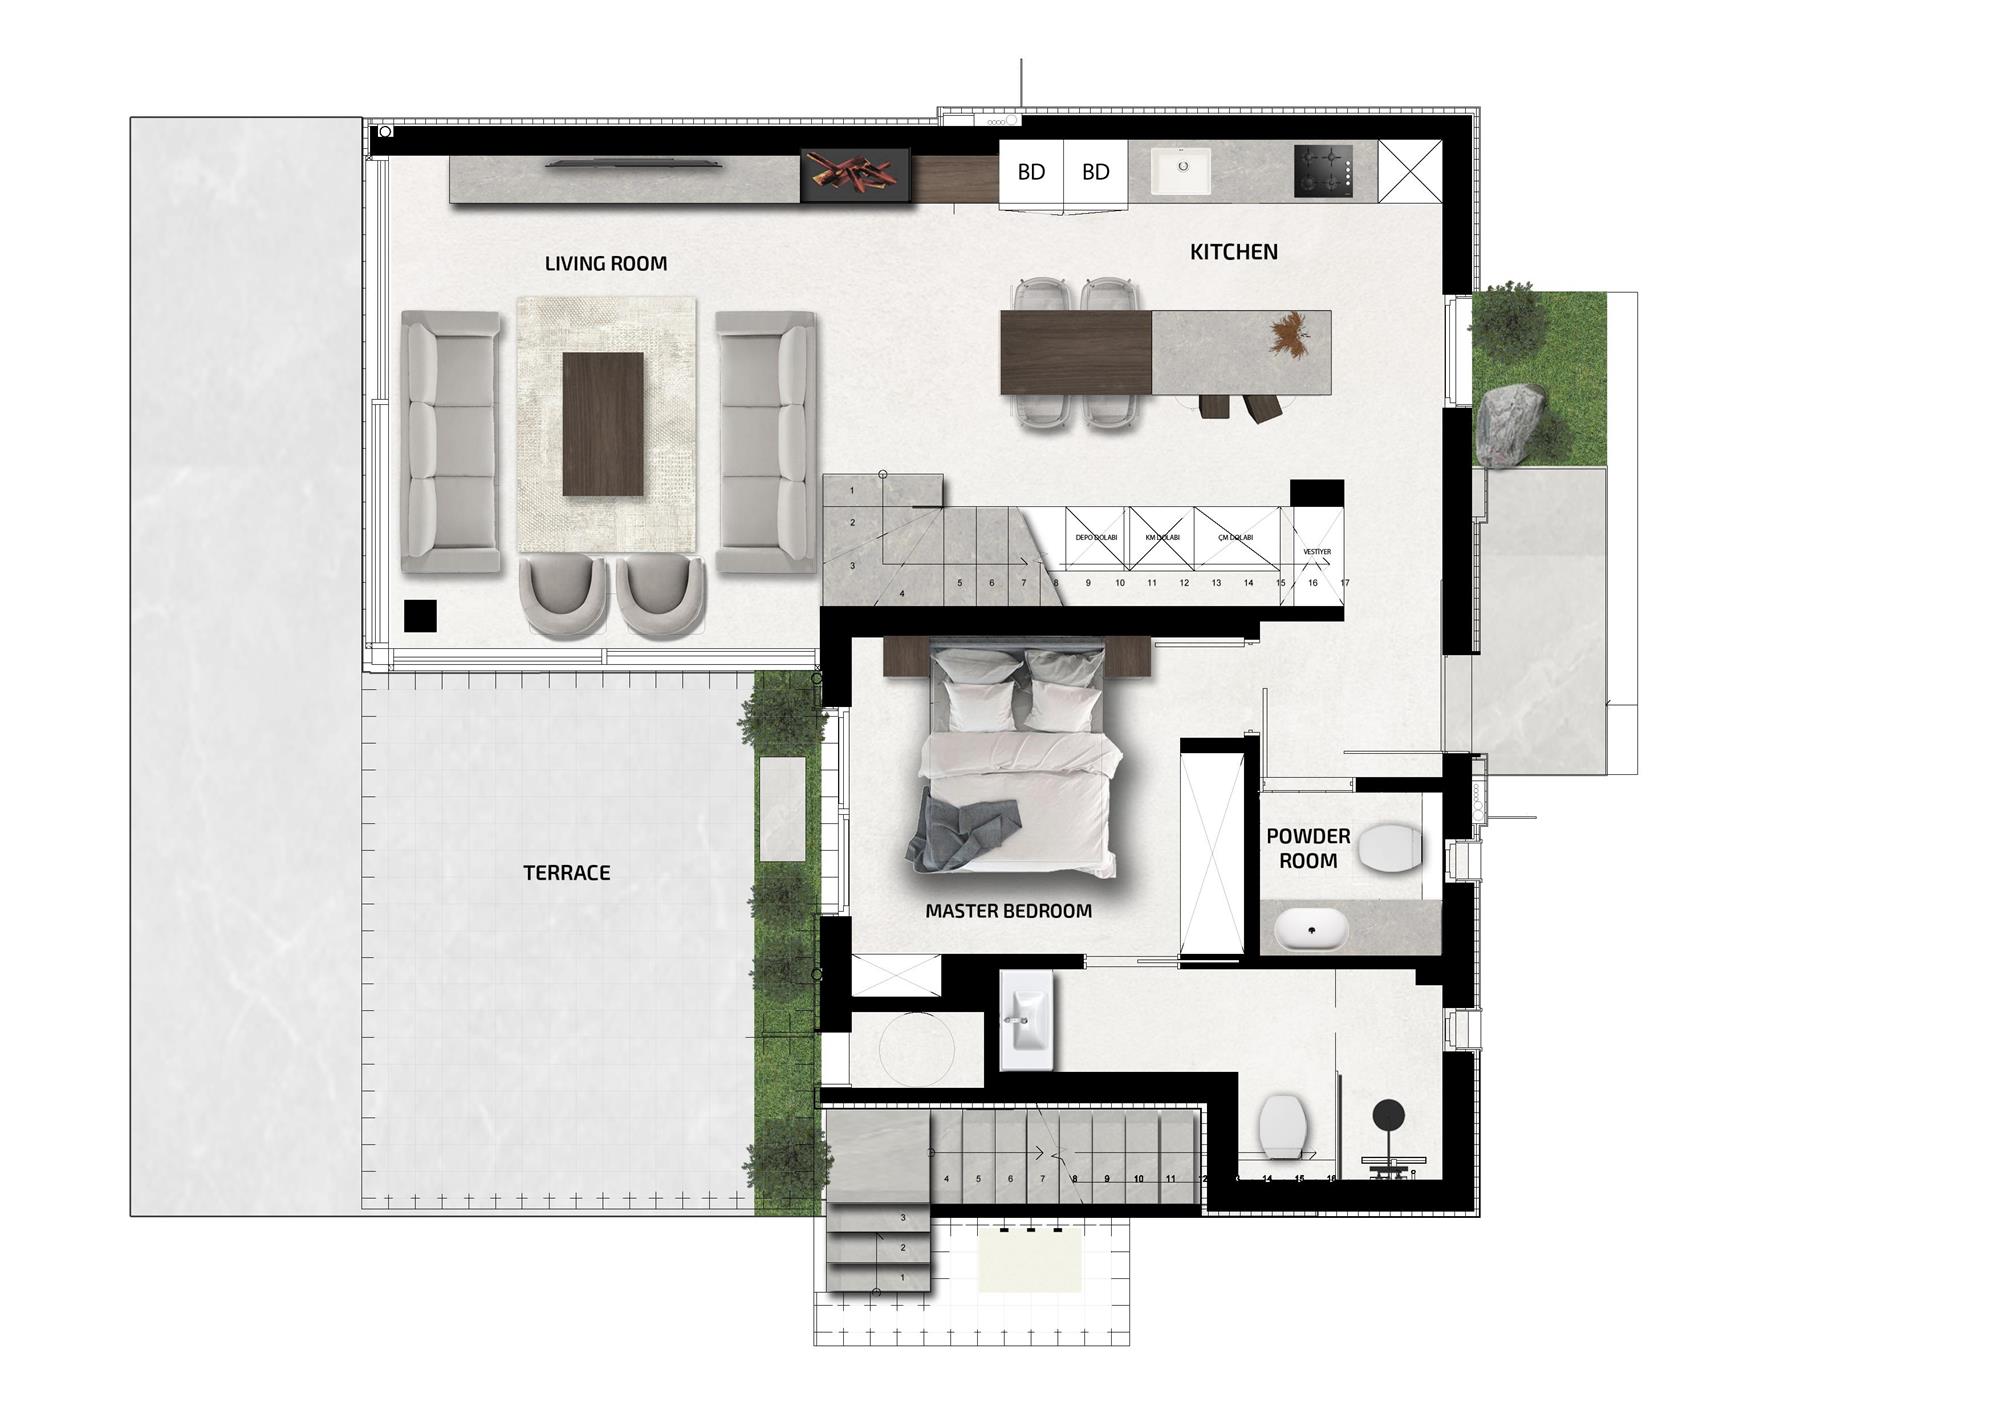 BD BD
LIVING ROOM
KITCHEN
1
2
3
4
5 6 7 8 9 10 11 12 13 14 15 16 17
DEPO DOLABI
KM DOLABI
ÇM DOLABI
VESTİYER
POWDER
ROOM
TERRACE
MASTER BEDROOM
4 5 6 7 8 9 10 11 12 13 14 15 16
3
2
1